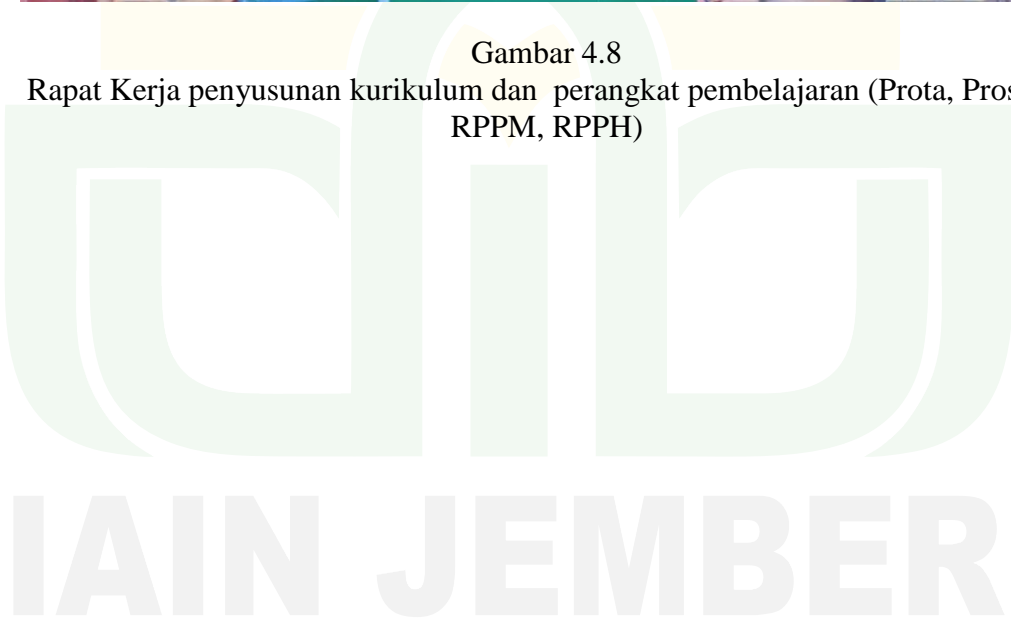 Gambar 4.8
Rapat Kerja penyusunan kurikulum dan perangkat pembelajaran (Prota,
RPPM, RPPH)
IAIN JEMBER